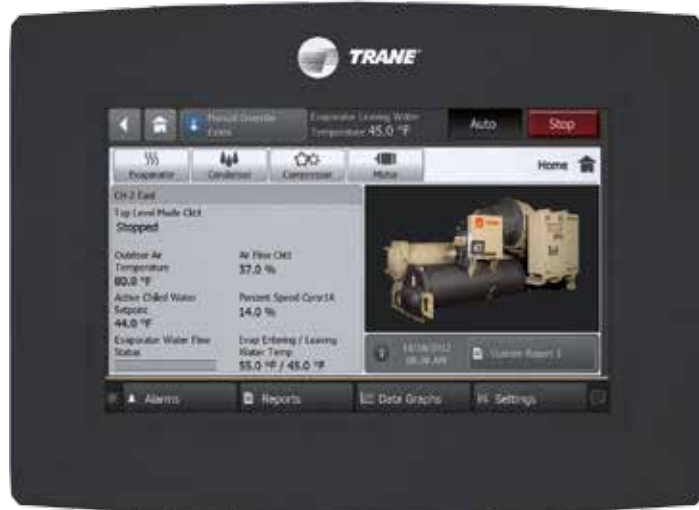 TRANE
Manual Override
Exists
Evaporator Leaving Water
Temperature 45.0 °F
Auto
Stop
Evaporator
Condenser
Compressor
Motor
Home
CH-2 East
Top Level Mode Ckt1
Stopped
Outdoor Air
Temperature
80.0 °F
Air Flow Ckt1
37.0 %
Active Chilled Water
Setpoint
44.0 °F
Percent Speed Cprsr1A
14.0 %
Evaporator Water Flow
Status
Evap Entering / Leaving
Water Temp
55.0 °F / 45.0 °F
Custom Report 1
Alarms
Reports
Data Graphs
Settings